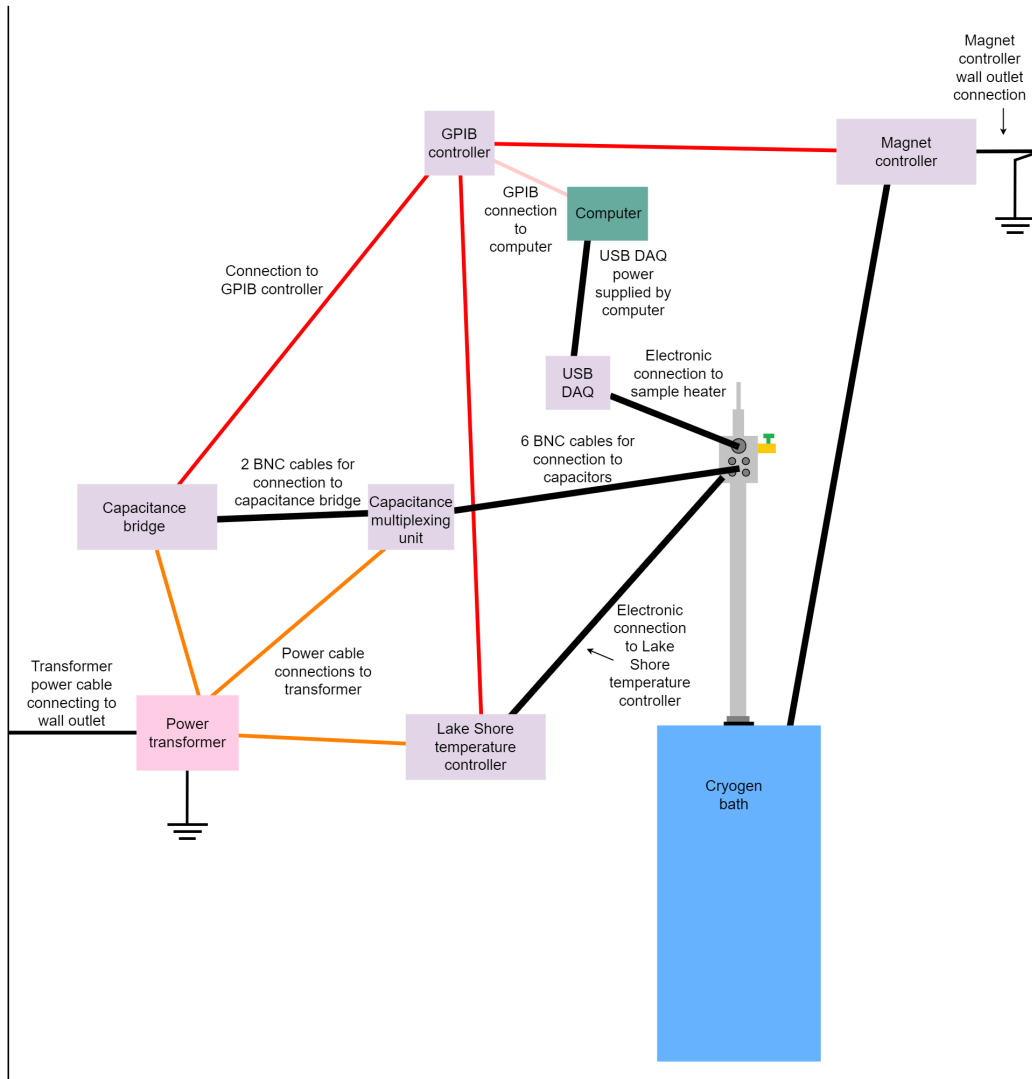 Magnet
controller
wall outlet
connection
GPIB
controller
Magnet
controller
GPIB
connection
to
computer
Computer
USB DAQ
power
supplied by
computer
Connection to
GPIB controller
USB
DAQ
Electronic
connection to
sample heater
2 BNC cables for
connection to
capacitance bridge
6 BNC cables for
connection to
capacitors
Capacitance
bridge
Capacitance
multiplexing
unit
Electronic
connection
to Lake
Shore
temperature
controller
Transformer
power cable
connecting to
wall outlet
Power cable
connections to
transformer
Power
transformer
Lake Shore
temperature
controller
Cryogen
bath